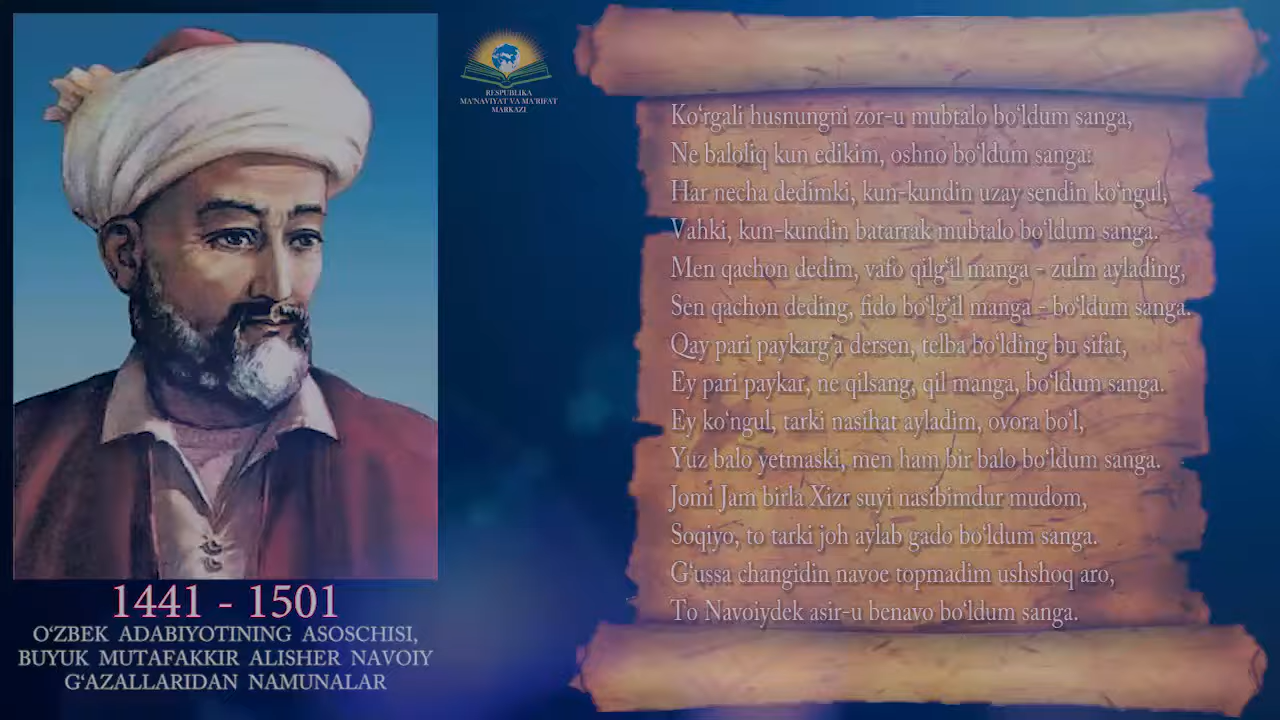 RESPUBLIKA
MA'NAVIYAT VA MA'RIFAT
MARKAZI
Ko‘rgali husnungni zor-u mubtalo bo‘ldum sanga,
Ne baloliq kun edikim, oshno bo‘ldum sanga:
Har necha dedimki, kun-kundin uzay sendin ko‘ngul,
Vahki, kun-kundin batarrak mubtalo bo‘ldum sanga.
Men qachon dedim, vafo qilg‘il manga - zulm aylading,
Sen qachon deding, fido bo‘lg‘il manga - bo‘ldum sanga.
Qay pari paykarg‘a dersen, telba bo‘lding bu sifat,
Ey pari paykar, ne qilsang, qil manga, bo‘ldum sanga.
Ey ko‘ngul, tarki nasihat ayladim, ovora bo‘l,
Yuz balo yetmaski, men ham bir balo bo‘ldum sanga.
Jomi Jam birla Xizr suyi nasibimdur mudom,
Soqiyo, to tarki joh aylab gado bo‘ldum sanga.
G‘ussa changidin navoe topmadim ushshoq aro,
To Navoiydek asir-u benavo bo‘ldum sanga.
1441 - 1501
O‘ZBEK ADABIYOTINING ASOSCHISI,
BUYUK MUTAFAKKIR ALISHER NAVOIY
G‘AZALLARIDAN NAMUNALAR